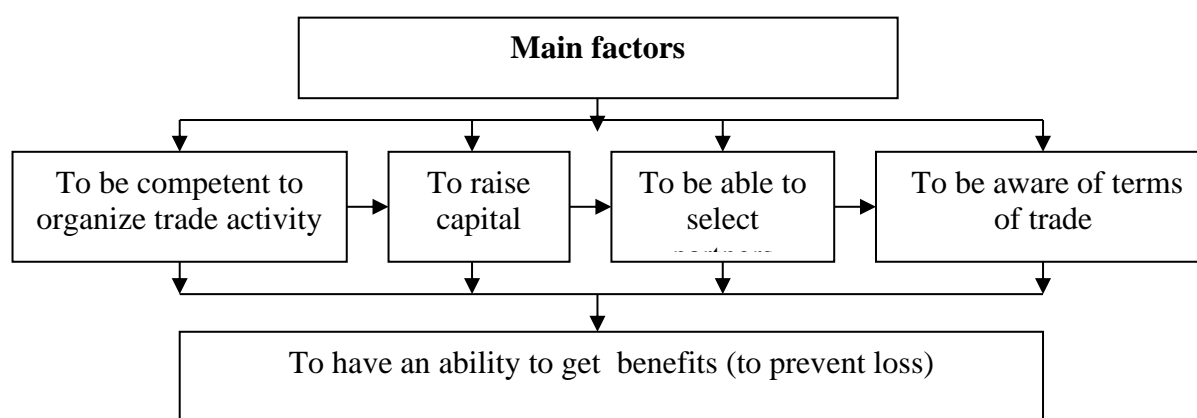 Main factors
To be competent to
organize trade activity
To raise
capital
To be able to
select
To be aware of terms
of trade
To have an ability to get  benefits (to prevent loss)